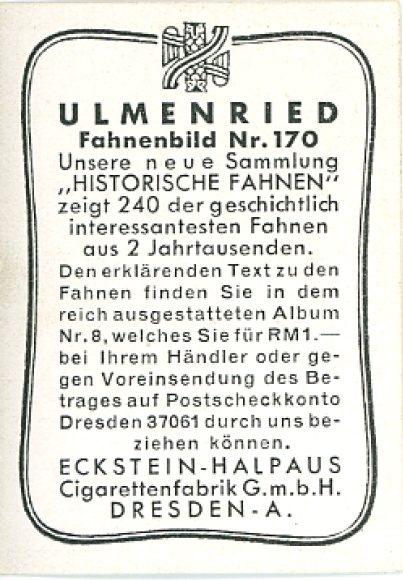 ULMENRIED
Fahnenbild Nr. 170
Unsere neue Sammlung
„HISTORISCHE FAHNEN"
zeigt 240 der geschichtlich
interessantesten Fahnen
aus 2 Jahrtausenden.
Den erklärenden Text zu den
Fahnen finden Sie in dem
reich ausgestatteten Album
Nr. 8, welches Sie für RM1.—
bei Ihrem Händler oder ge-
gen Voreinsendung des Be-
trages auf Postscheckkonto
Dresden 37061 durch uns be-
ziehen können.
ECKSTEIN-HALPAUS
Cigarettenfabrik G.m.b.H.
DRESDEN-A.